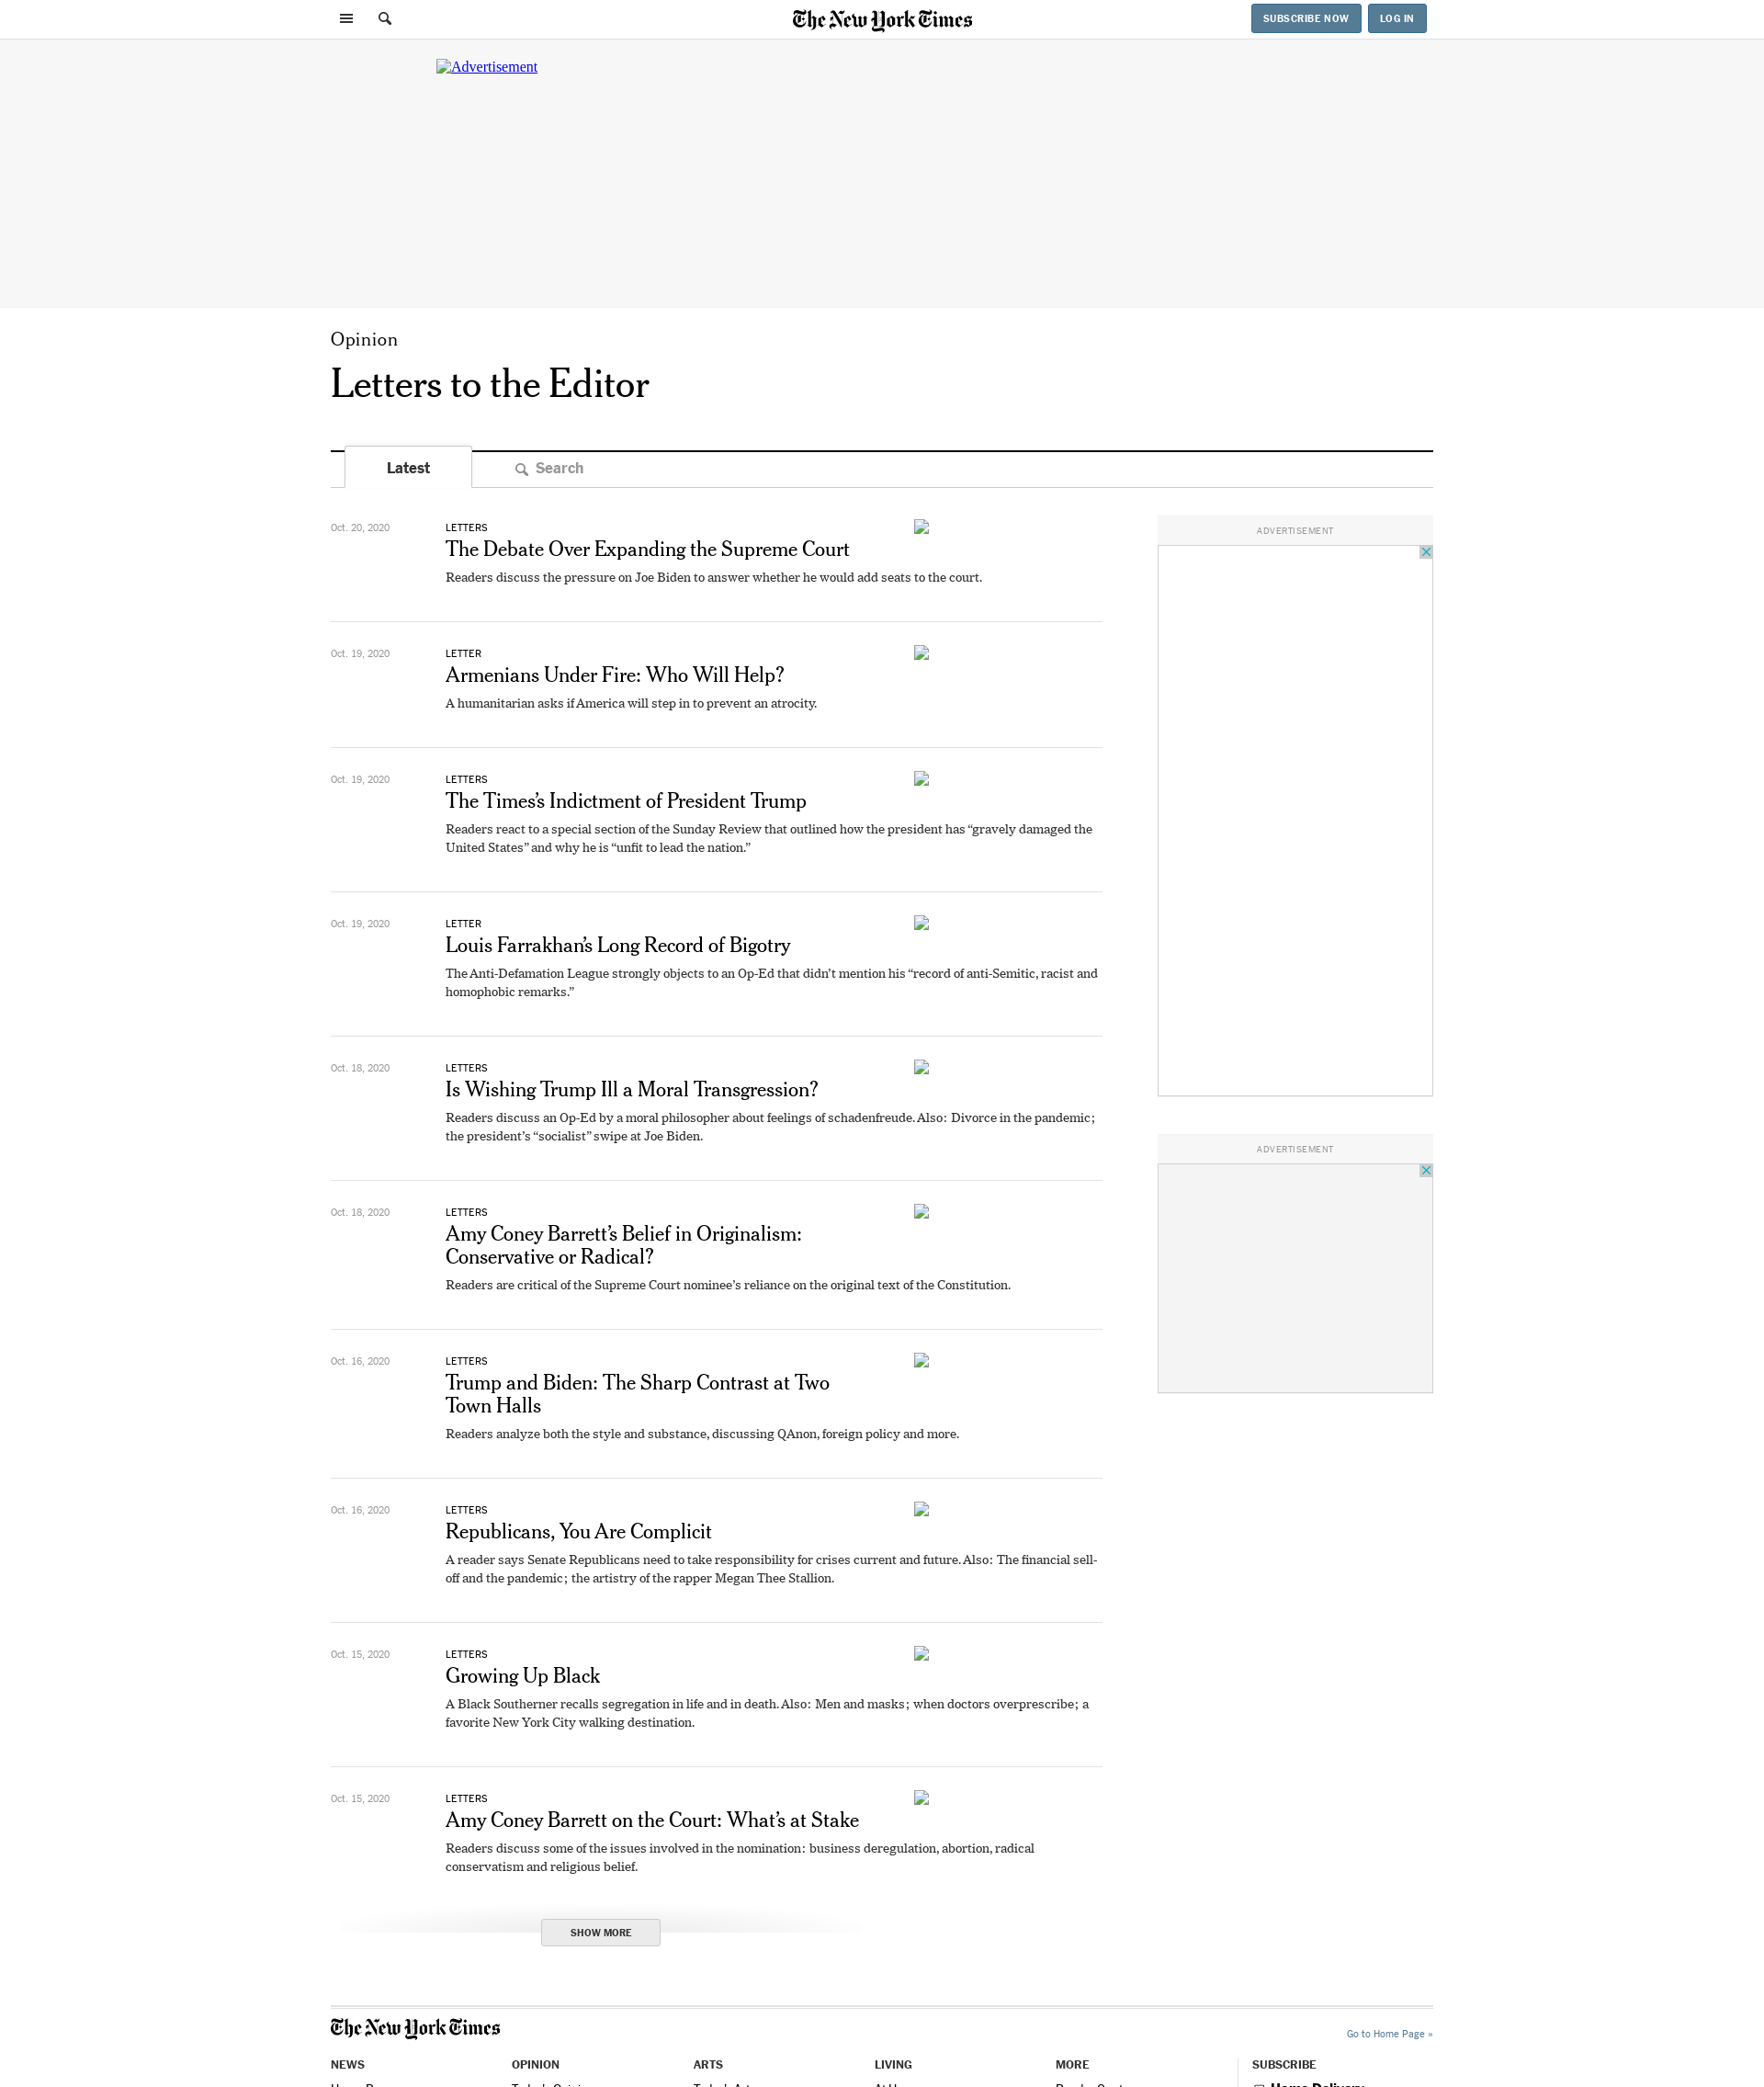 The New York Times
SUBSCRIBE NOW
LOG IN
Advertisement
Opinion
Letters to the Editor
Latest
Search
Oct. 20, 2020
LETTERS
The Debate Over Expanding the Supreme Court
Readers discuss the pressure on Joe Biden to answer whether he would add seats to the court.
Oct. 19, 2020
LETTER
Armenians Under Fire: Who Will Help?
A humanitarian asks if America will step in to prevent an atrocity.
Oct. 19, 2020
LETTERS
The Times’s Indictment of President Trump
Readers react to a special section of the Sunday Review that outlined how the president has “gravely damaged the
United States” and why he is “unfit to lead the nation.”
Oct. 19, 2020
LETTER
Louis Farrakhan’s Long Record of Bigotry
The Anti-Defamation League strongly objects to an Op-Ed that didn’t mention his “record of anti-Semitic, racist and
homophobic remarks.”
Oct. 18, 2020
LETTERS
Is Wishing Trump Ill a Moral Transgression?
Readers discuss an Op-Ed by a moral philosopher about feelings of schadenfreude. Also: Divorce in the pandemic;
the president’s “socialist” swipe at Joe Biden.
Oct. 18, 2020
LETTERS
Amy Coney Barrett’s Belief in Originalism:
Conservative or Radical?
Readers are critical of the Supreme Court nominee’s reliance on the original text of the Constitution.
Oct. 16, 2020
LETTERS
Trump and Biden: The Sharp Contrast at Two
Town Halls
Readers analyze both the style and substance, discussing QAnon, foreign policy and more.
Oct. 16, 2020
LETTERS
Republicans, You Are Complicit
A reader says Senate Republicans need to take responsibility for crises current and future. Also: The financial sell-
off and the pandemic; the artistry of the rapper Megan Thee Stallion.
Oct. 15, 2020
LETTERS
Growing Up Black
A Black Southerner recalls segregation in life and in death. Also: Men and masks; when doctors overprescribe; a
favorite New York City walking destination.
Oct. 15, 2020
LETTERS
Amy Coney Barrett on the Court: What’s at Stake
Readers discuss some of the issues involved in the nomination: business deregulation, abortion, radical
conservatism and religious belief.
SHOW MORE
ADVERTISEMENT
ADVERTISEMENT
The New York Times
Go to Home Page »
NEWS
OPINION
ARTS
LIVING
MORE
SUBSCRIBE
Home Delivery